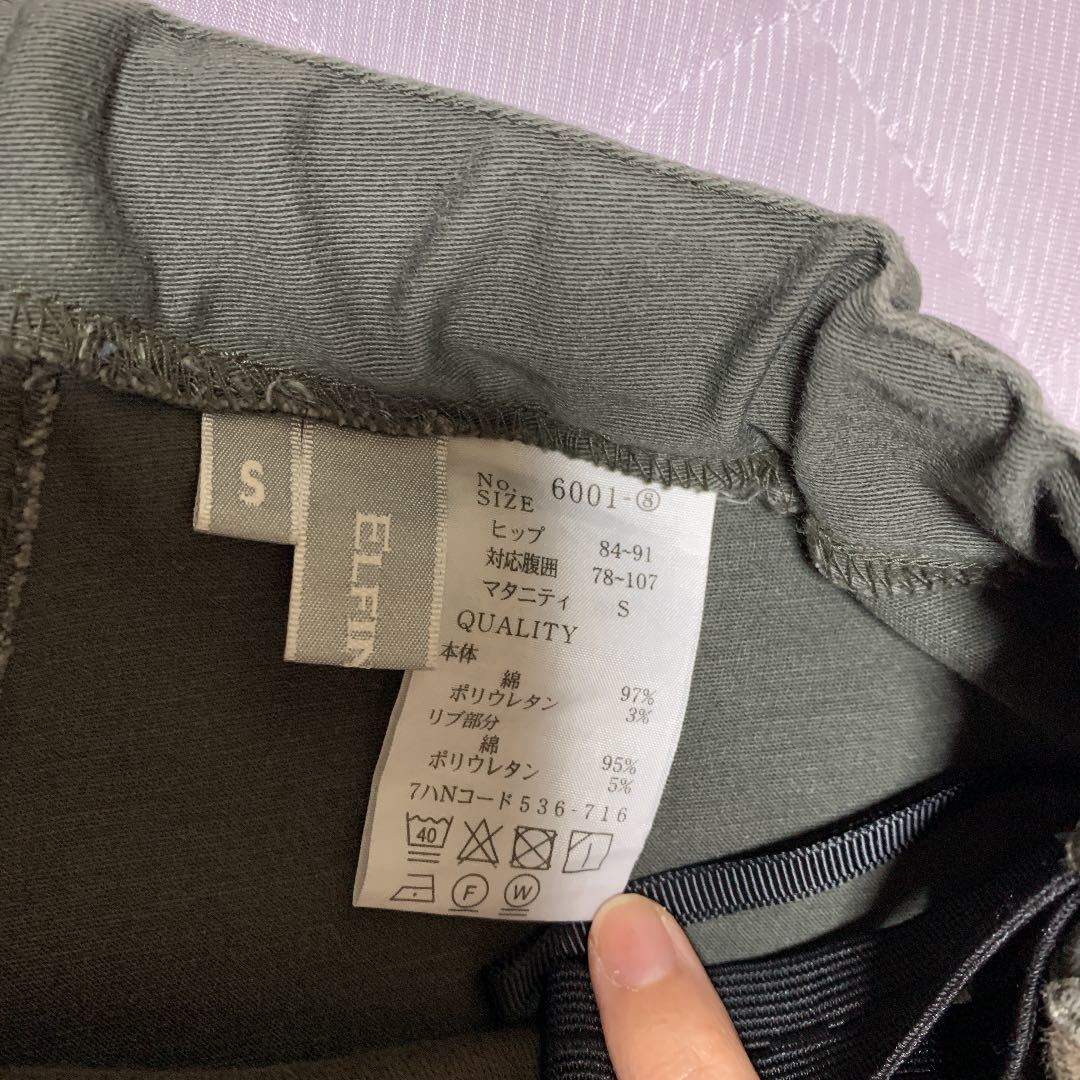 S
ELFIN
No. 6001-⑧
SIZE
ヒップ 84~91
対応腹囲 78~107
マタニティ S
QUALITY
本体
綿 97%
ポリウレタン 3%
リブ部分
綿 95%
ポリウレタン 5%
7ハNコード536-716
40
F W